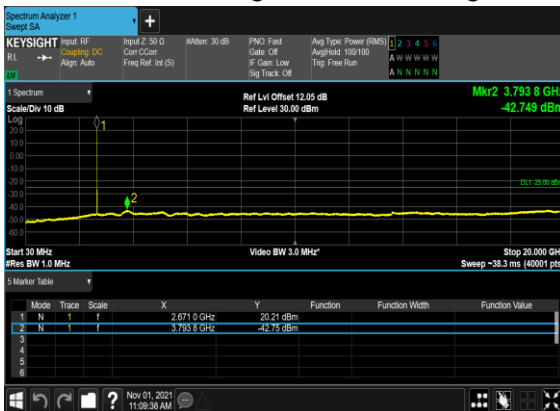 Spectrum Analyzer 1
Swept SA
KEYSIGHT Input: RF Input Z: 50 Ω #Atten: 30 dB PNO: Fast Avg Type: Power (RMS) 1 2 3 4 5 6
RL Coupling: DC Corr CCorr Gate: Off Avg|Hold: 100/100 A W W W W W
Align: Auto Freq Ref: Int (S) IF Gain: Low Trig: Free Run
LV Sig Track: Off A N N N N N
1 Spectrum Ref Lvl Offset 12.05 dB Mkr2 3.793 8 GHz
Scale/Div 10 dB Ref Level 30.00 dBm -42.749 dBm
Log
20.0
10.0
0.00
-10.0
-20.0
-30.0
-40.0
-50.0
-60.0
1
2
DL1 -25.00 dBm
Start 30 MHz Video BW 3.0 MHz* Stop 20.000 GHz
#Res BW 1.0 MHz Sweep ~38.3 ms (40001 pts)
5 Marker Table
Mode Trace Scale X Y Function Function Width Function Value
1 N 1 f 2.671 0 GHz 20.21 dBm
2 N 1 f 3.793 8 GHz -42.75 dBm
3
4
5
6
Nov 01, 2021
11:09:38 AM